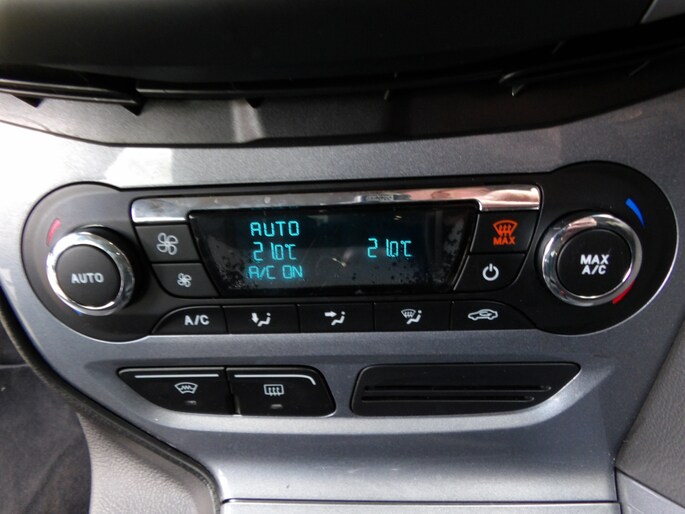 AUTO
21.0°C 21.0°C
A/C ON
AUTO
MAX
MAX
A/C
A/C